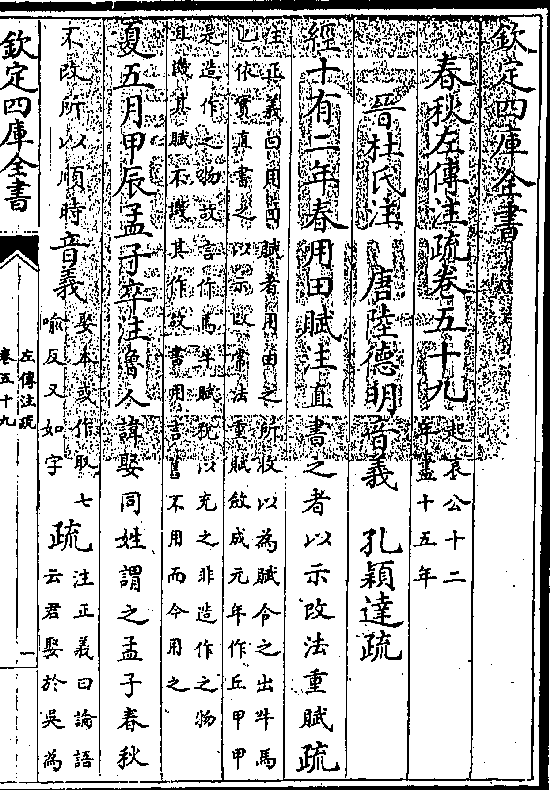 欽定四庫全書
春秋左傳注疏卷五十九 起哀公十二
年盡十五年
晉杜氏注 唐陸德明音義 孔穎達疏
經十有二年春用田賦注直書之者以示改法重賦疏
注正義曰用田賦者用田之所收以為賦令之出牛馬
也依實直書之以示改常法重賦斂成元年作丘甲甲
是造作之物故言作馬牛賦稅以充之非造作之物
直譏其賦不譏其作故書用言舊不用而今用之
夏五月甲辰孟子卒注魯人諱娶同姓謂之孟子春秋
不改所以順時音義 娶本或作取七
喻反又如字
疏 注正義曰論語
云君娶於吳為
欽定四庫全書
左傳注疏
卷五十九
一